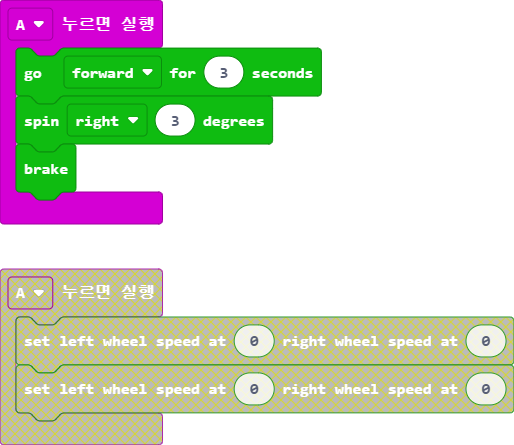 A 누르면 실행
go forward for 3 seconds
spin right 3 degrees
brake
A 누르면 실행
set left wheel speed at 0 right wheel speed at 0
set left wheel speed at 0 right wheel speed at 0